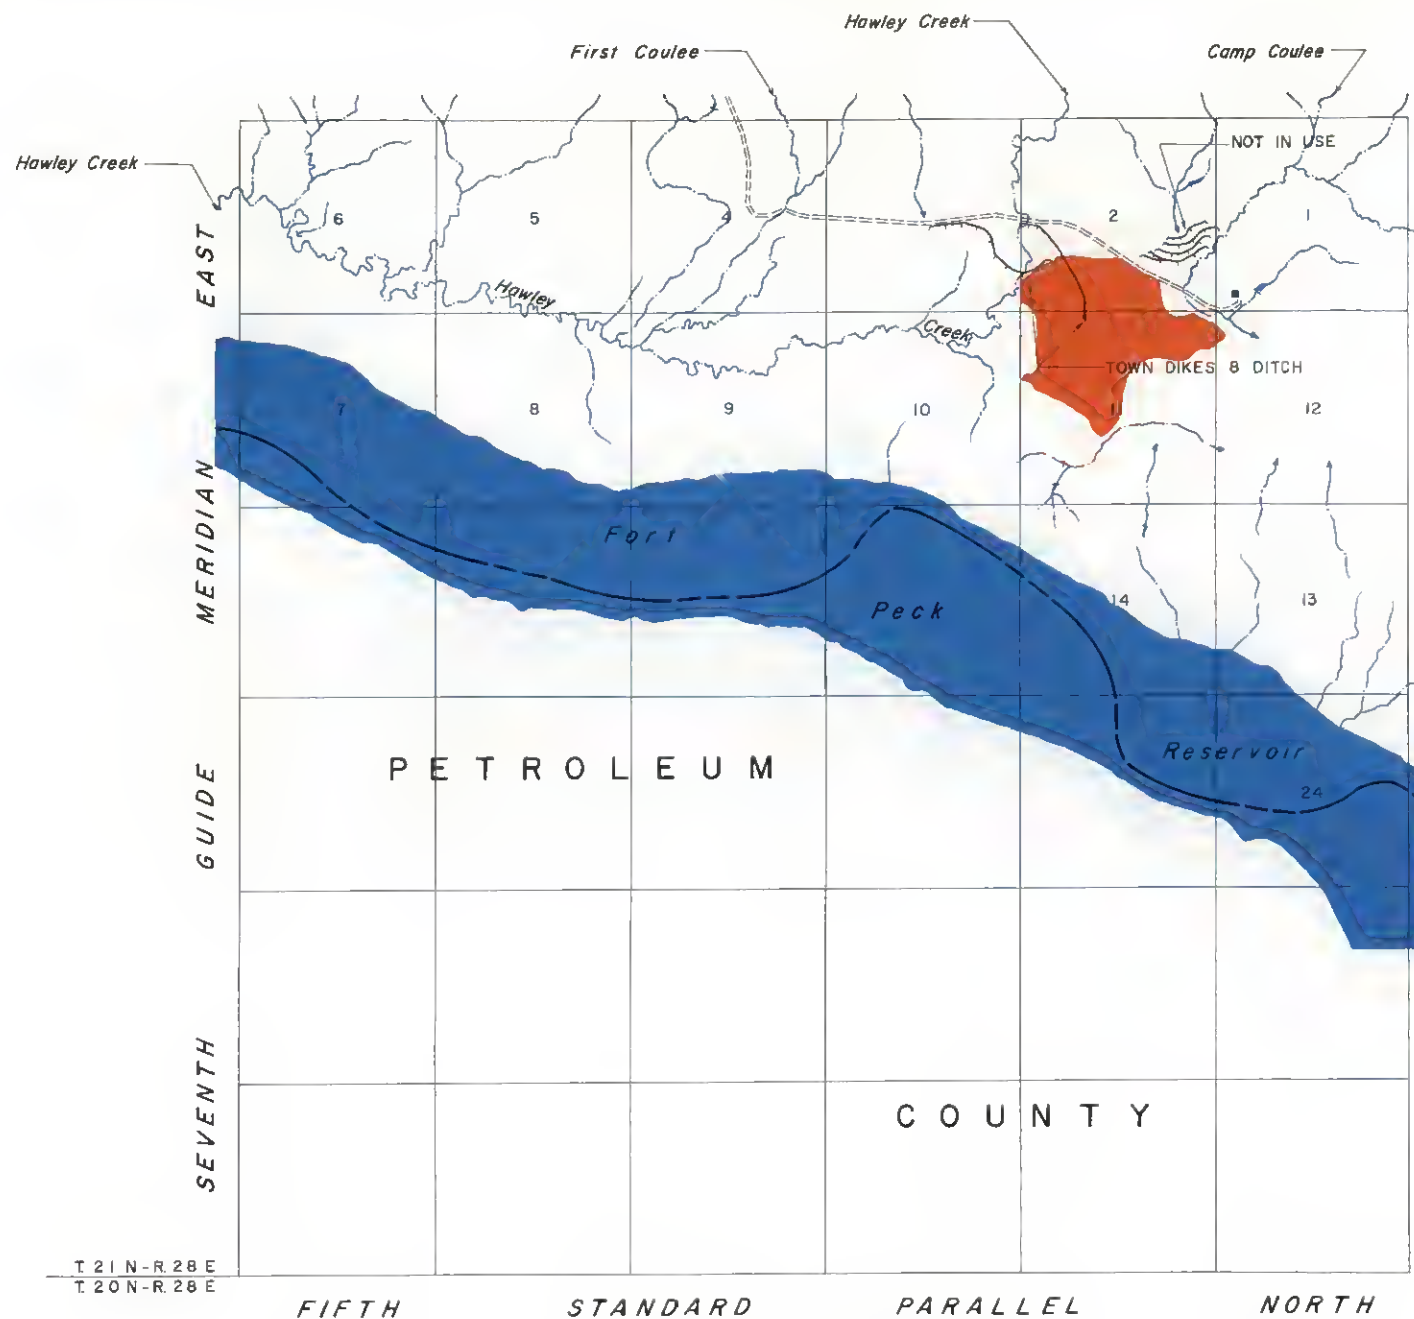 Hawley Creek
First Coulee
Camp Coulee
NOT IN USE
Hawley Creek
6
5
4
2
1
Hawley
Creek
TOWN DIKES 8 DITCH
7
8
9
10
11
12
Fort
Peck
14
13
Reservoir
24
PETROLEUM
COUNTY
SEVENTH GUIDE MERIDIAN EAST
T. 21 N-R. 28 E
T. 20 N-R. 28 E
FIFTH STANDARD PARALLEL NORTH